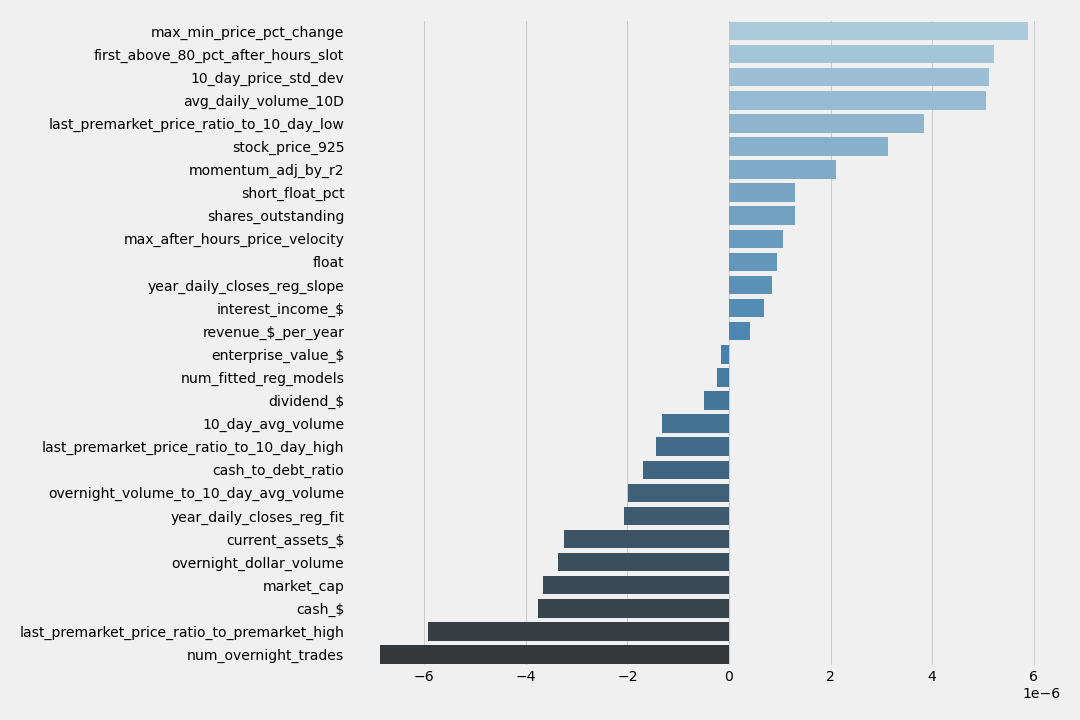 max_min_price_pct_change
first_above_80_pct_after_hours_slot
10_day_price_std_dev
avg_daily_volume_10D
last_premarket_price_ratio_to_10_day_low
stock_price_925
momentum_adj_by_r2
short_float_pct
shares_outstanding
max_after_hours_price_velocity
float
year_daily_closes_reg_slope
interest_income_$
revenue_$_per_year
enterprise_value_$
num_fitted_reg_models
dividend_$
10_day_avg_volume
last_premarket_price_ratio_to_10_day_high
cash_to_debt_ratio
overnight_volume_to_10_day_avg_volume
year_daily_closes_reg_fit
current_assets_$
overnight_dollar_volume
market_cap
cash_$
last_premarket_price_ratio_to_premarket_high
num_overnight_trades
−6 −4 −2 0 2 4 6
1e−6